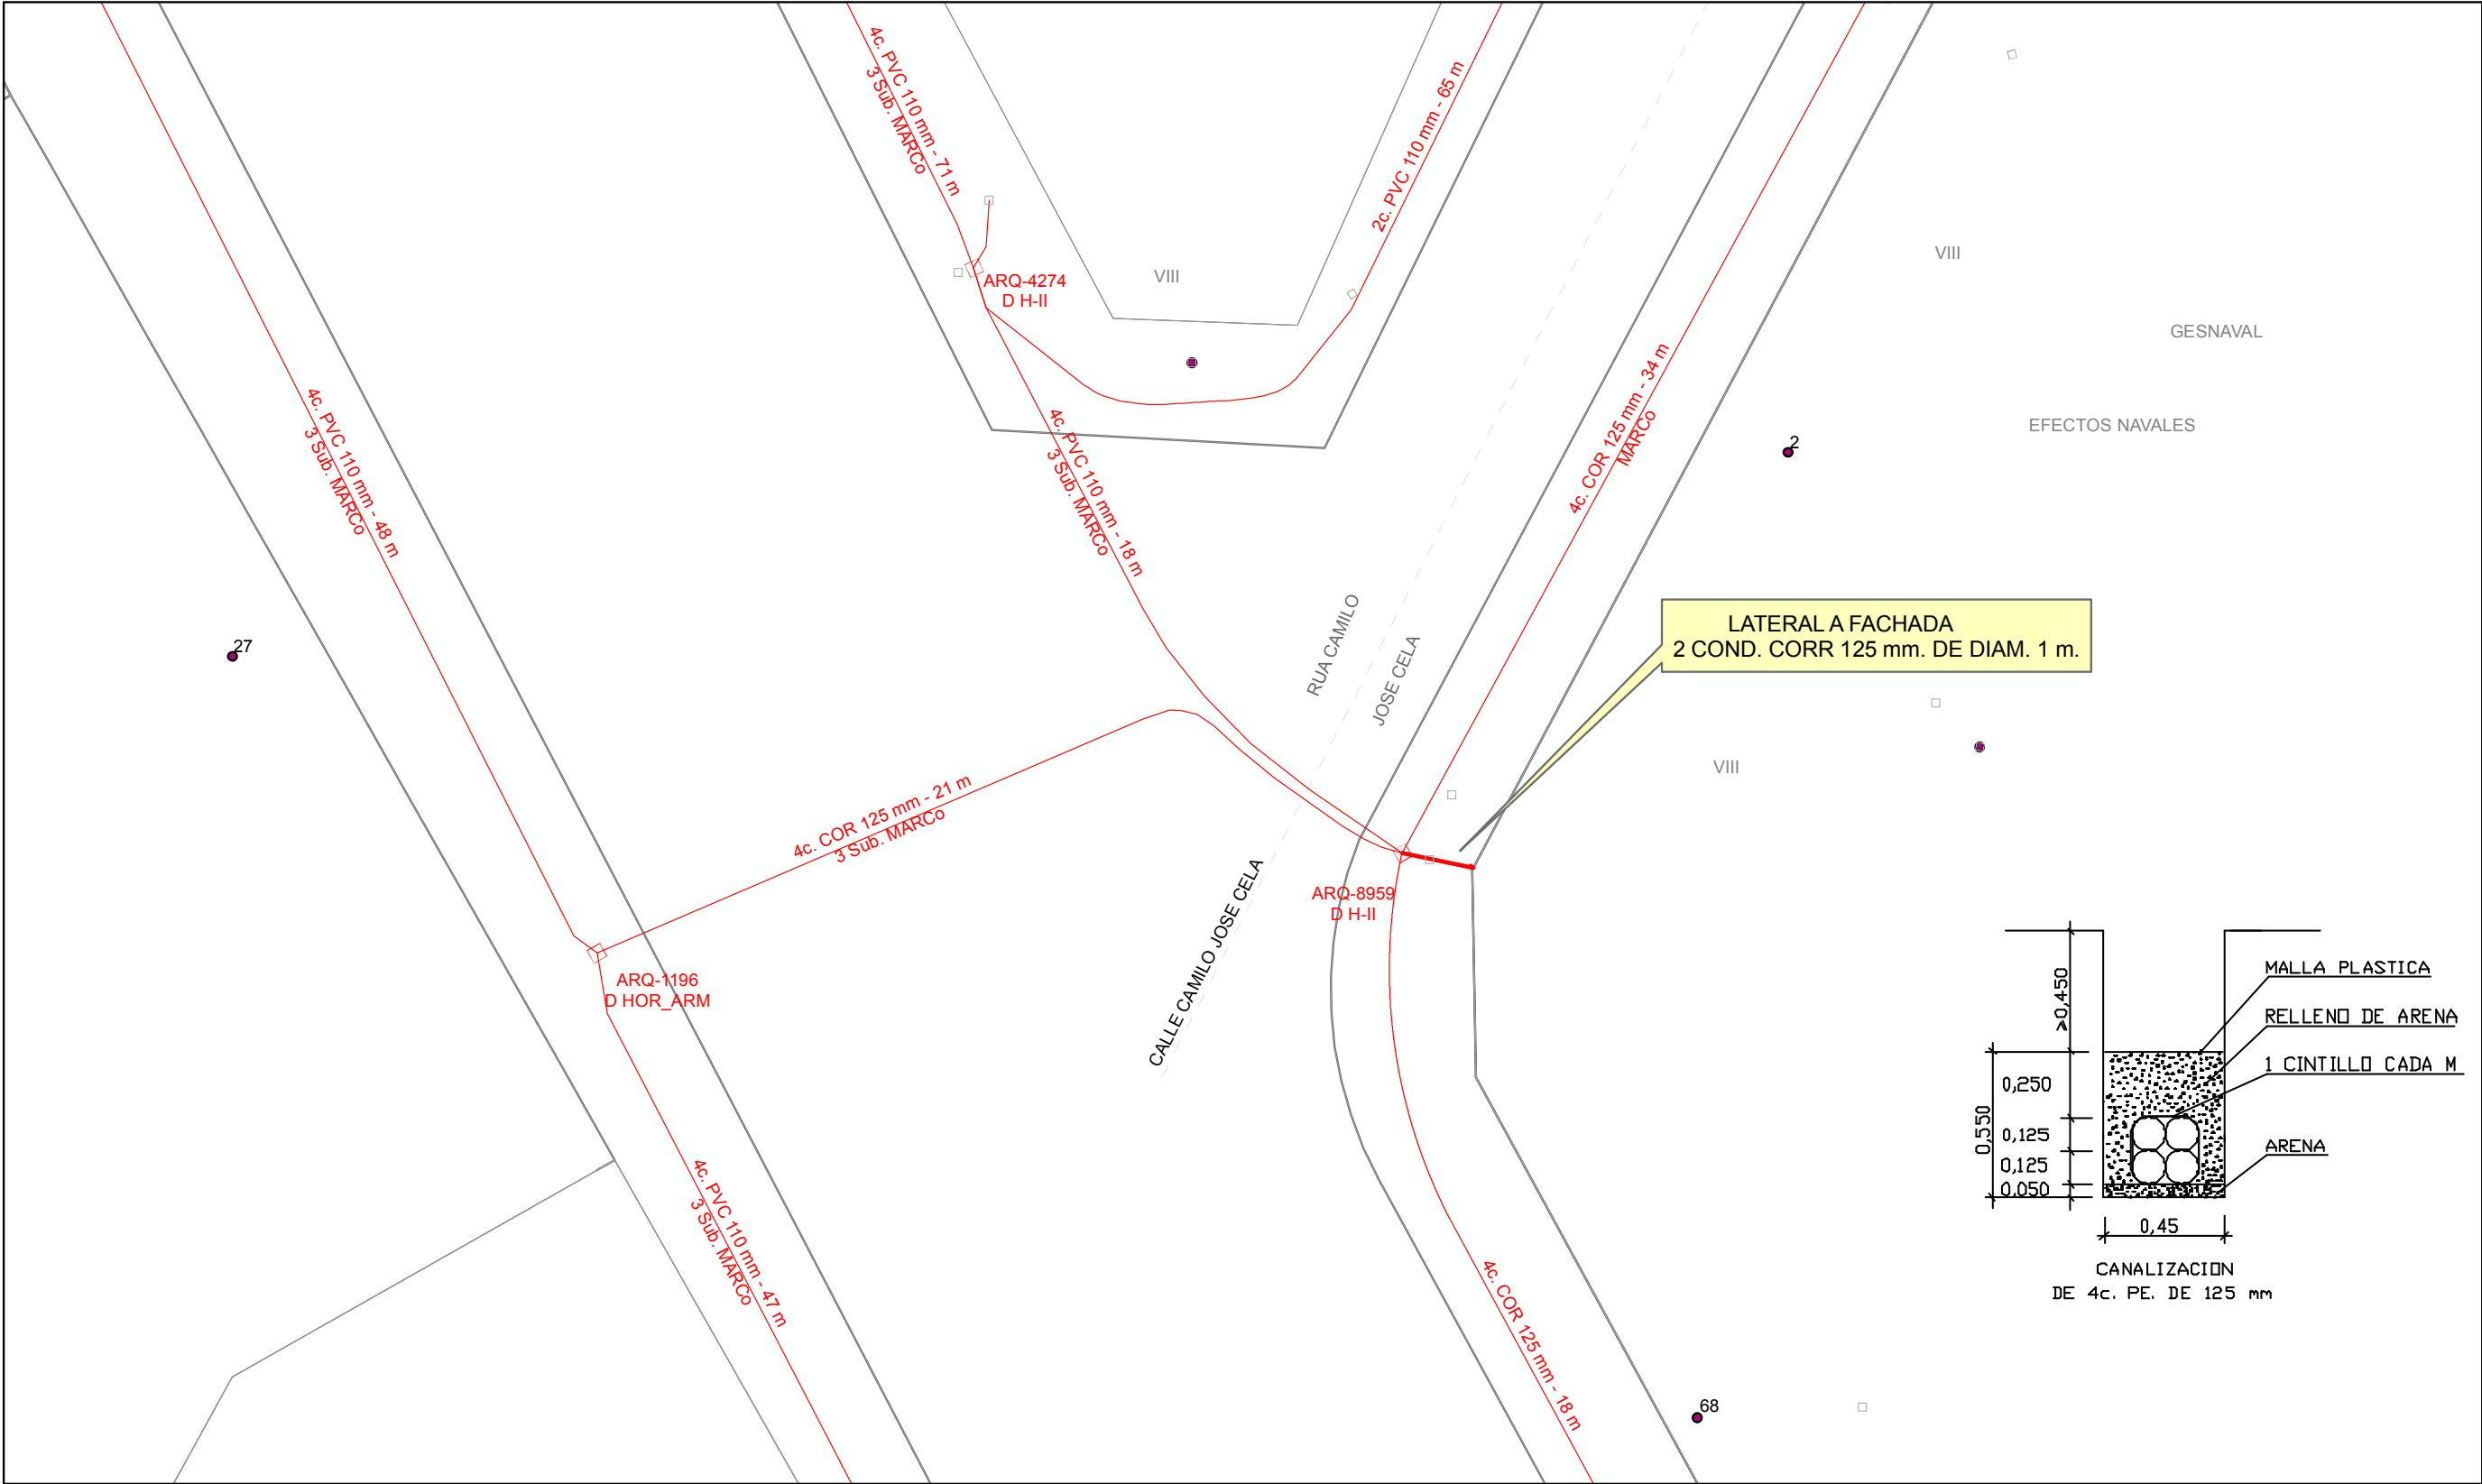 4c. PVC 110 mm - 71 m
3 Sub. MARCo
2c. PVC 110 mm - 65 m
ARQ-4274
D H-II
VIII
VIII
GESNAVAL
EFECTOS NAVALES
4c. PVC 110 mm - 48 m
3 Sub. MARCo
4c. PVC 110 mm - 18 m
3 Sub. MARCo
4c. COR 125 mm - 34 m
MARCo
2
27
RUA CAMILO
JOSE CELA
LATERAL A FACHADA
2 COND. CORR 125 mm. DE DIAM. 1 m.
VIII
4c. COR 125 mm - 21 m
3 Sub. MARCo
CALLE CAMILO JOSE CELA
ARQ-8959
D H-II
ARQ-1196
D HOR_ARM
4c. PVC 110 mm - 47 m
3 Sub. MARCo
4c. COR 125 mm - 18 m
68
MALLA PLASTICA
RELLENO DE ARENA
1 CINTILLO CADA M
ARENA
≥0,450
0,550
0,250
0,125
0,125
0,050
0,45
CANALIZACION
DE 4c. PE. DE 125 mm